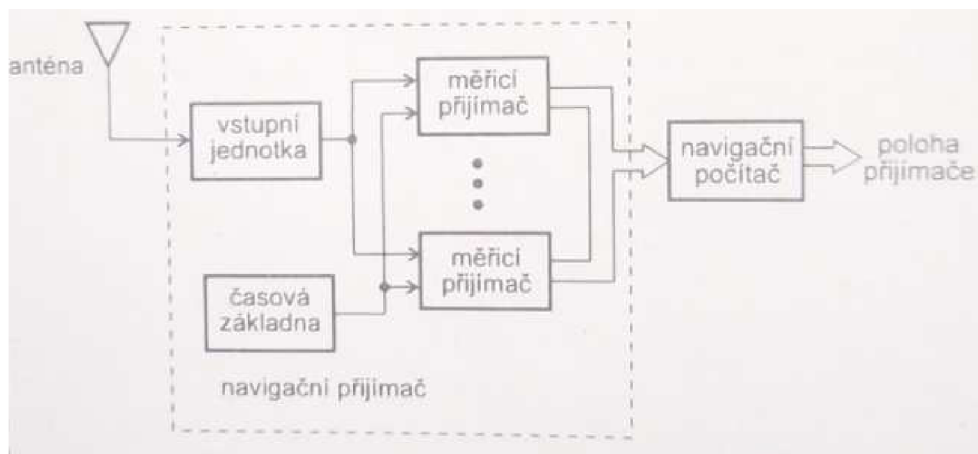 anténa
vstupní
jednotka
měřicí
přijímač
měřicí
přijímač
časová
základna
navigační přijímač
navigační
počítač
poloha
přijímače